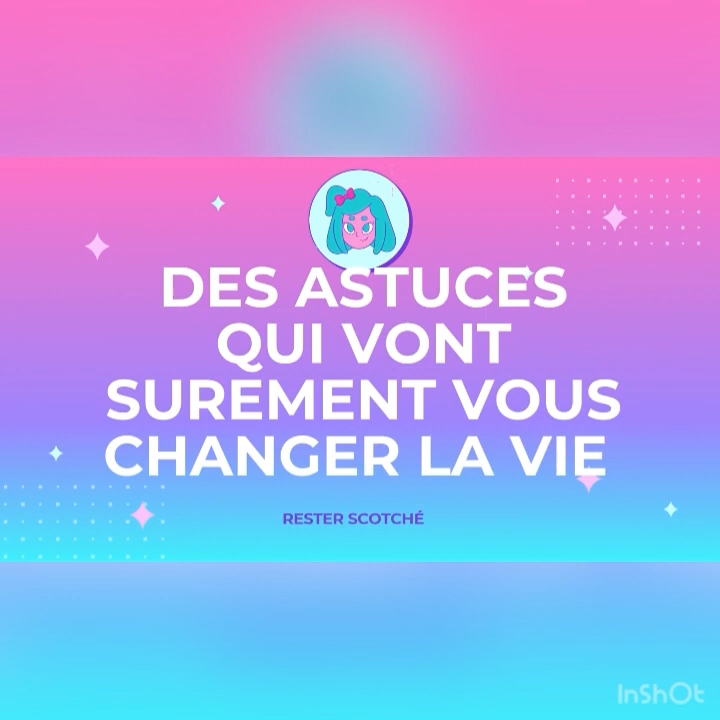 DES ASTUCES
QUI VONT
SUREMENT VOUS
CHANGER LA VIE
RESTER SCOTCHÉ
InShOt